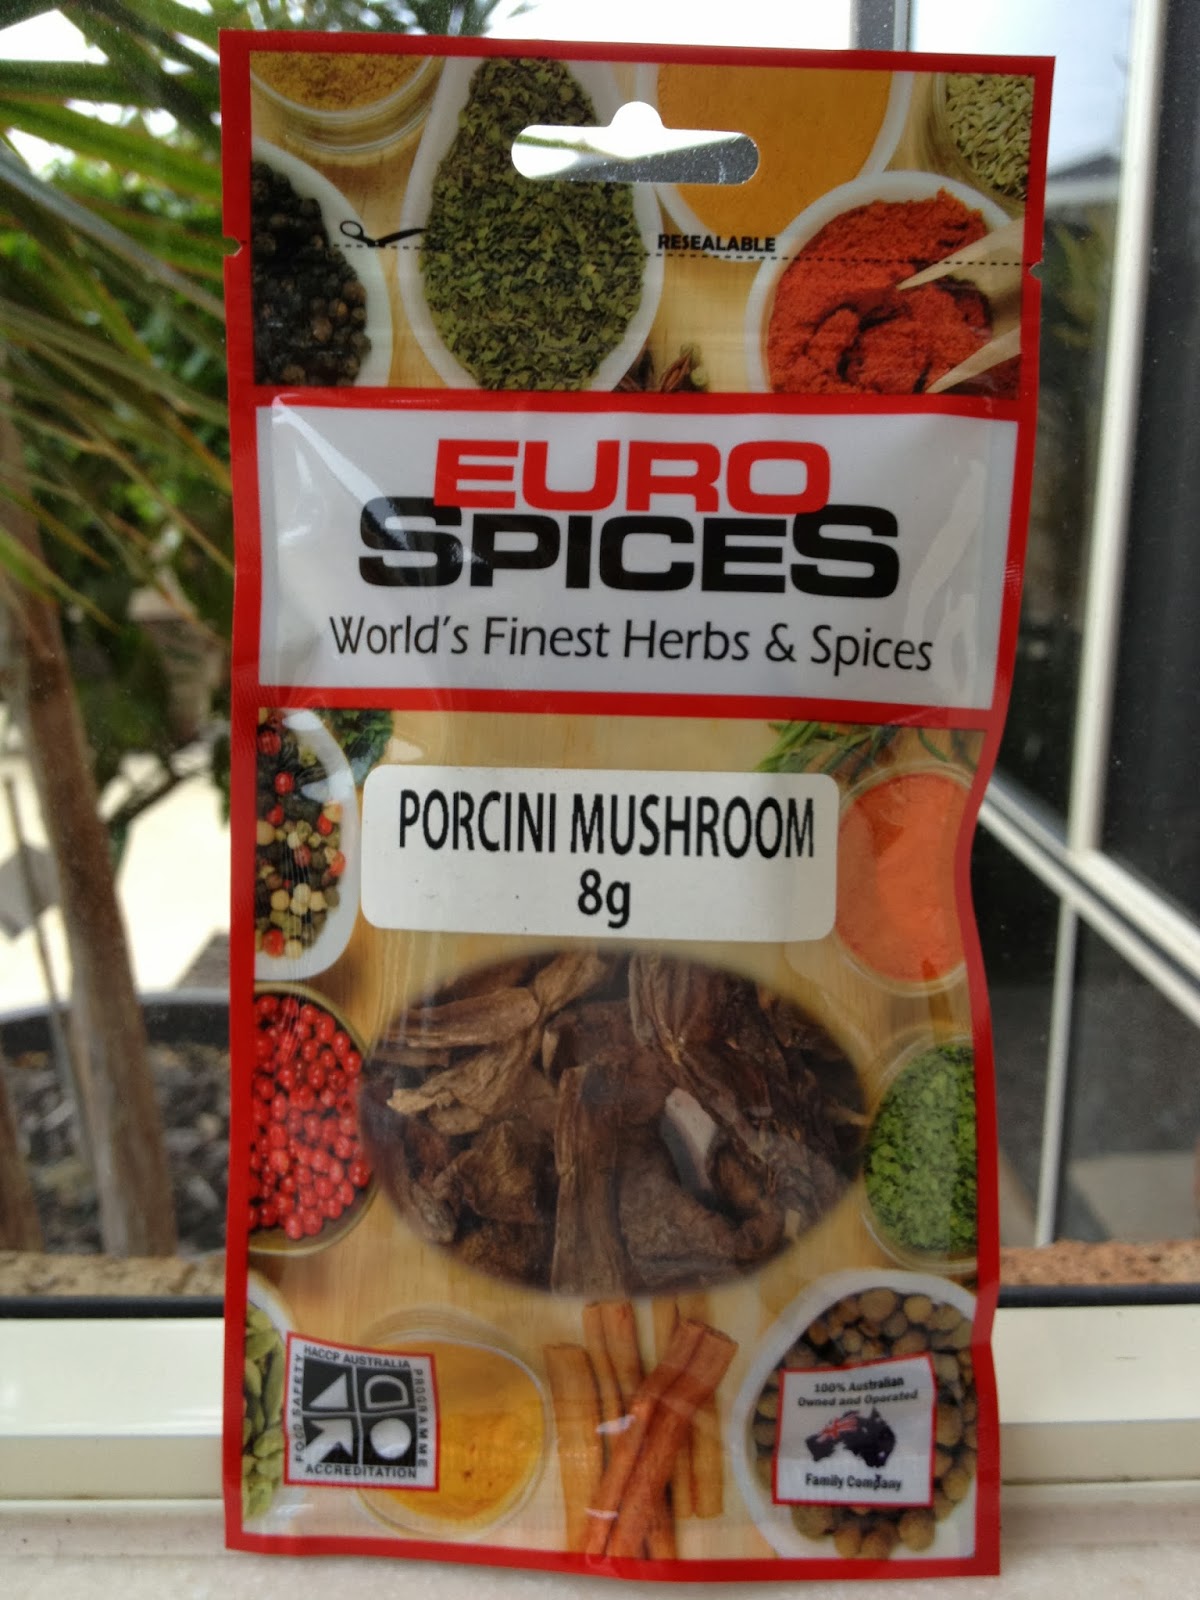 RESEALABLE
EURO
SPICES
World's Finest Herbs & Spices
PORCINI MUSHROOM
8g
HACCP AUSTRALIA
FOOD SAFETY
PROGRAMME
ACCREDITATION
100% Australian
Owned and Operated
Family Company